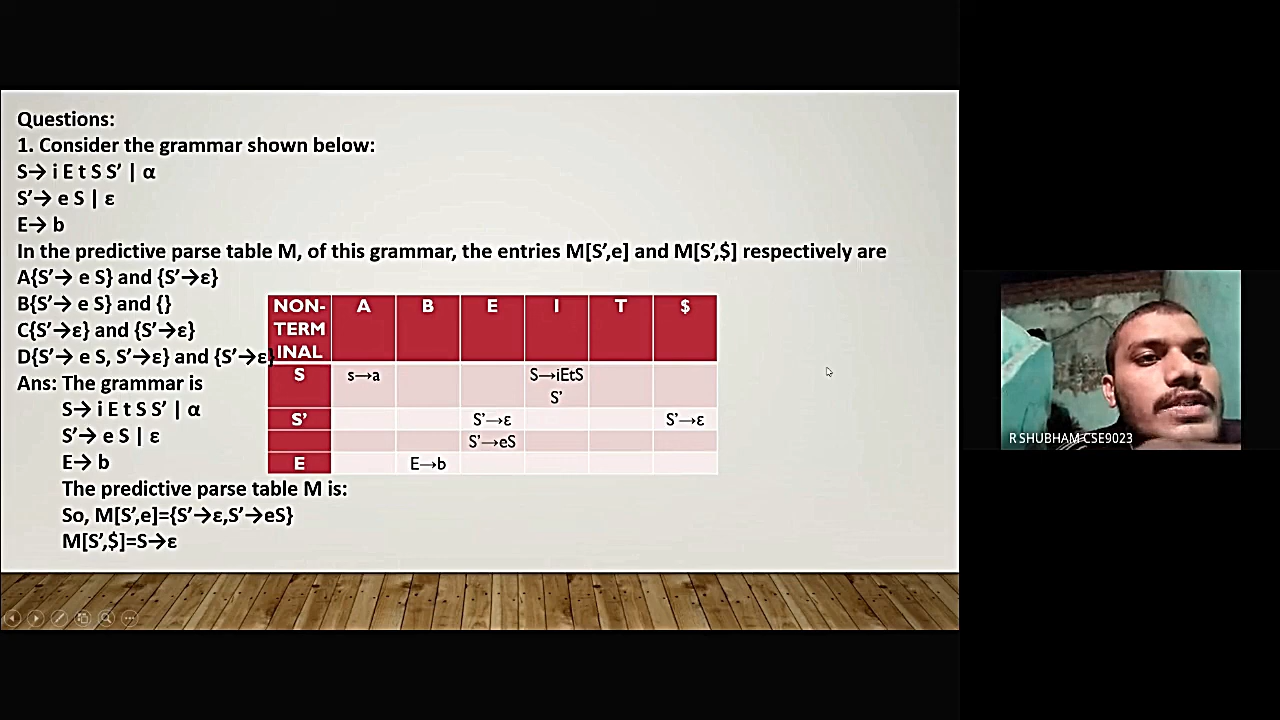 Questions:
1. Consider the grammar shown below:
S→ i E t S S’ | α
S’→ e S | ε
E→ b
In the predictive parse table M, of this grammar, the entries M[S’,e] and M[S’,$] respectively are
A{S’→ e S} and {S’→ε}
B{S’→ e S} and {}
C{S’→ε} and {S’→ε}
D{S’→ e S, S’→ε} and {S’→ε}
Ans: The grammar is
S→ i E t S S’ | α
S’→ e S | ε
E→ b
The predictive parse table M is:
So, M[S’,e]={S’→ε,S’→eS}
M[S’,$]=S→ε
NON-
TERM
INAL
A B E I T $
S s→a S→iEtS
S’
S’ S’→ε S’→ε
S’→eS
E E→b
R SHUBHAM CSE9023